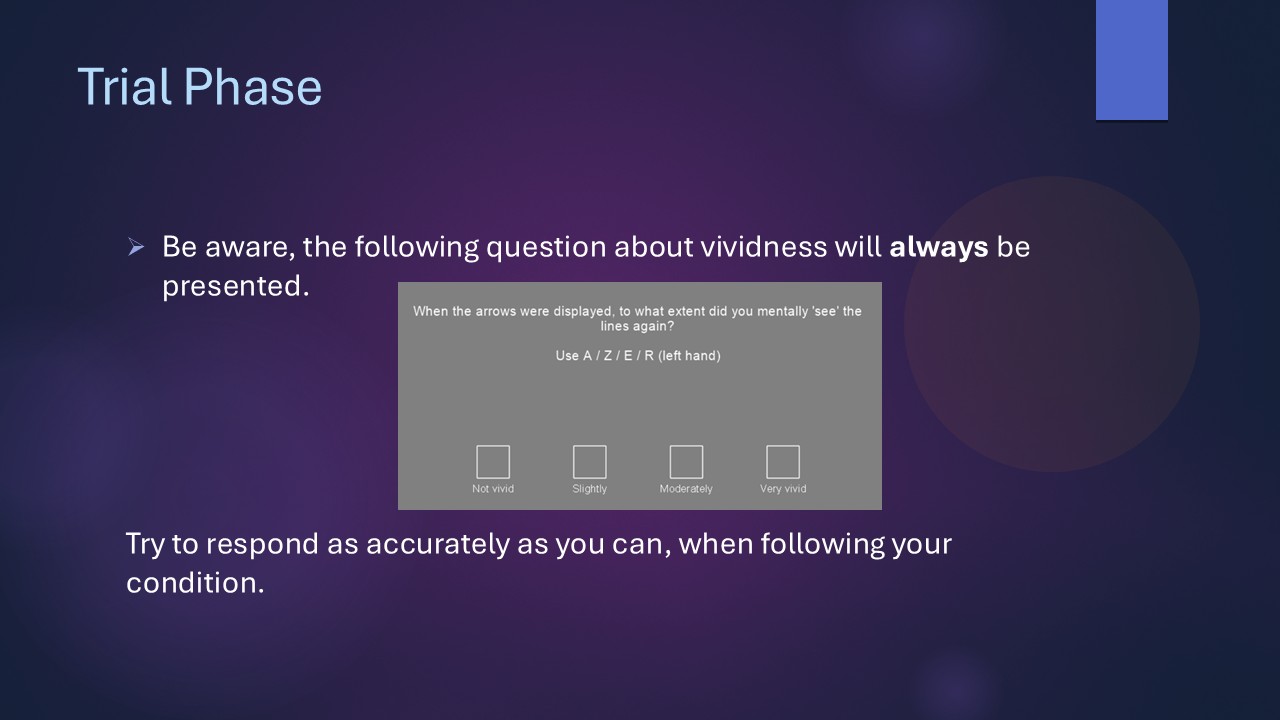 Trial Phase
Be aware, the following question about vividness will always be
presented.
When the arrows were displayed, to what extent did you mentally 'see' the
lines again?
Use A / Z / E / R (left hand)
Not vivid
Slightly
Moderately
Very vivid
Try to respond as accurately as you can, when following your
condition.